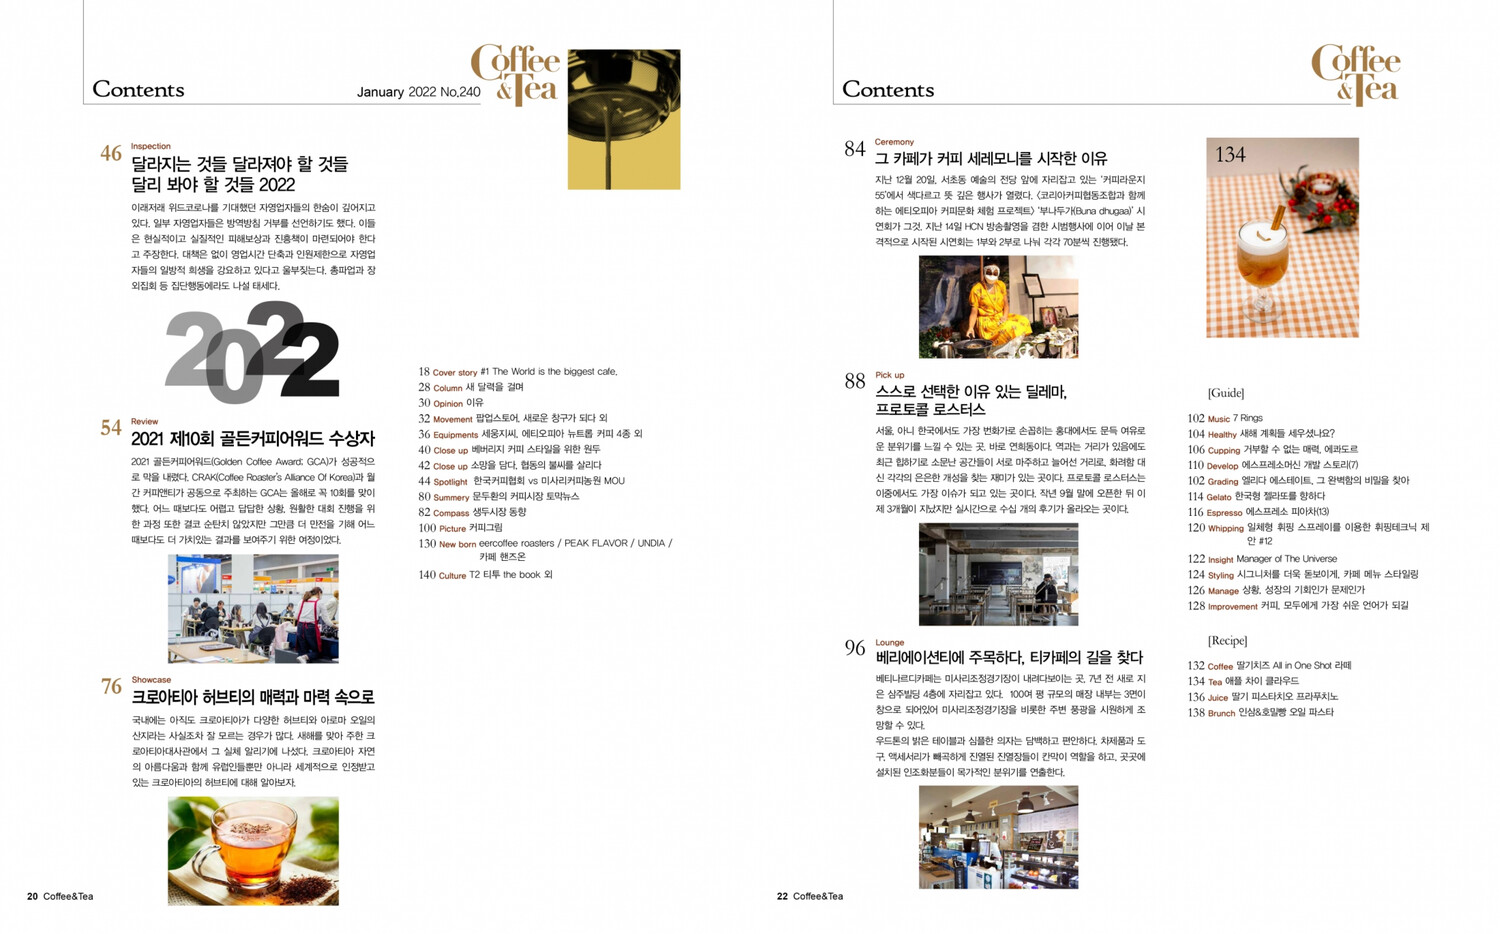 Contents
January 2022 No.240
Coffee
&Tea
46
Inspection
달라지는 것들 달라져야 할 것들
달리 봐야 할 것들 2022
이래저래 위드코로나를 기대했던 자영업자들의 한숨이 깊어지고
있다. 일부 자영업자들은 방역방침 거부를 선언하기도 했다. 이들
은 현실적이고 실질적인 피해보상과 진흥책이 마련되어야 한다
고 주장한다. 대책은 없이 영업시간 단축과 인원제한으로 자영업
자들의 일방적 희생을 강요하고 있다고 울부짖는다. 총파업과 장
외집회 등 집단행동에라도 나설 태세다.
2022
54
Review
2021 제10회 골든커피어워드 수상자
2021 골든커피어워드(Golden Coffee Award; GCA)가 성공적으
로 막을 내렸다. CRAK(Coffee Roaster's Alliance Of Korea)과 월
간 커피앤티가 공동으로 주최하는 GCA는 올해로 꼭 10회를 맞이
했다. 어느 때보다도 어렵고 답답한 상황, 원활한 대회 진행을 위
한 과정 또한 결코 순탄치 않았지만 그만큼 더 만전을 기해 어느
때보다도 더 가치있는 결과를 보여주기 위한 여정이었다.
76
Showcase
크로아티아 허브티의 매력과 마력 속으로
국내에는 아직도 크로아티아가 다양한 허브티와 아로마 오일의
산지라는 사실조차 잘 모르는 경우가 많다. 새해를 맞아 주한 크
로아티아대사관에서 그 실체 알리기에 나섰다. 크로아티아 자연
의 아름다움과 함께 유럽인들뿐만 아니라 세계적으로 인정받고
있는 크로아티아의 허브티에 대해 알아보자.
18 Cover story #1 The World is the biggest cafe.
28 Column 새 달력을 걸며
30 Opinion 이유
32 Movement 팝업스토어, 새로운 창구가 되다 외
36 Equipments 세웅지씨, 에티오피아 뉴트롭 커피 4종 외
40 Close up 베버리지 커피 스타일을 위한 원두
42 Close up 소망을 담다, 협동의 불씨를 살리다
44 Spotlight 한국커피협회 vs 미사리커피농원 MOU
80 Summery 문두환의 커피시장 토막뉴스
82 Compass 생두시장 동향
100 Picture 커피그림
130 New born eercoffee roasters / PEAK FLAVOR / UNDIA /
카페 핸즈온
140 Culture T2 티투 the book 외
20 Coffee&Tea
Contents
Coffee
&Tea
84
Ceremony
그 카페가 커피 세레모니를 시작한 이유
지난 12월 20일, 서초동 예술의 전당 앞에 자리잡고 있는 '커피라운지
55'에서 색다르고 뜻 깊은 행사가 열렸다. 〈코리아커피협동조합과 함께
하는 에티오피아 커피문화 체험 프로젝트〉 '부나두가(Buna dhugaa)' 시
연회가 그것. 지난 14일 HCN 방송촬영을 겸한 시범행사에 이어 이날 본
격적으로 시작된 시연회는 1부와 2부로 나눠 각각 70분씩 진행됐다.
88
Pick up
스스로 선택한 이유 있는 딜레마,
프로토콜 로스터스
서울, 아니 한국에서도 가장 번화가로 손꼽히는 홍대에서도 문득 여유로
운 분위기를 느낄 수 있는 곳, 바로 연희동이다. 역과는 거리가 있음에도
최근 합하기로 소문난 공간들이 서로 마주하고 늘어선 거리로, 화려함 대
신 각각의 은은한 개성을 찾는 재미가 있는 곳이다. 프로토콜 로스터스는
이중에서도 가장 이슈가 되고 있는 곳이다. 작년 9월 말에 오픈한 뒤 이
제 3개월이 지났지만 실시간으로 수십 개의 후기가 올라오는 곳이다.
96
Lounge
베리에이션티에 주목하다, 티카페의 길을 찾다
베티나르디카페는 미사리조정경기장이 내려다보이는 곳, 7년 전 새로 지
은 삼주빌딩 4층에 자리잡고 있다. 100여 평 규모의 매장 내부는 3면이
창으로 되어있어 미사리조정경기장을 비롯한 주변 풍광을 시원하게 조
망할 수 있다.
우드톤의 밝은 테이블과 심플한 의자는 담백하고 편안하다. 차제품과 도
구, 액세서리가 빼곡하게 진열된 진열장들이 칸막이 역할을 하고, 곳곳에
설치된 인조화분들이 목가적인 분위기를 연출한다.
134
[Guide]
102 Music 7 Rings
104 Healthy 새해 계획들 세우셨나요?
106 Cupping 거부할 수 없는 매력, 에콰도르
110 Develop 에스프레소머신 개발 스토리(7)
102 Grading 엘리다 에스테이트, 그 완벽함의 비밀을 찾아
114 Gelato 한국형 젤라또를 향하다
116 Espresso 에스프레소 피아차(13)
120 Whipping 일체형 휘핑 스프레이를 이용한 휘핑테크닉 제
안 #12
122 Insight Manager of The Universe
124 Styling 시그니처를 더욱 돋보이게, 카페 메뉴 스타일링
126 Manage 상황, 성장의 기회인가 문제인가
128 Improvement 커피, 모두에게 가장 쉬운 언어가 되길
[Recipe]
132 Coffee 딸기치즈 All in One Shot 라떼
134 Tea 애플 차이 클라우드
136 Juice 딸기 피스타치오 프라푸치노
138 Brunch 인삼&호밀빵 오일 파스타
22 Coffee&Tea